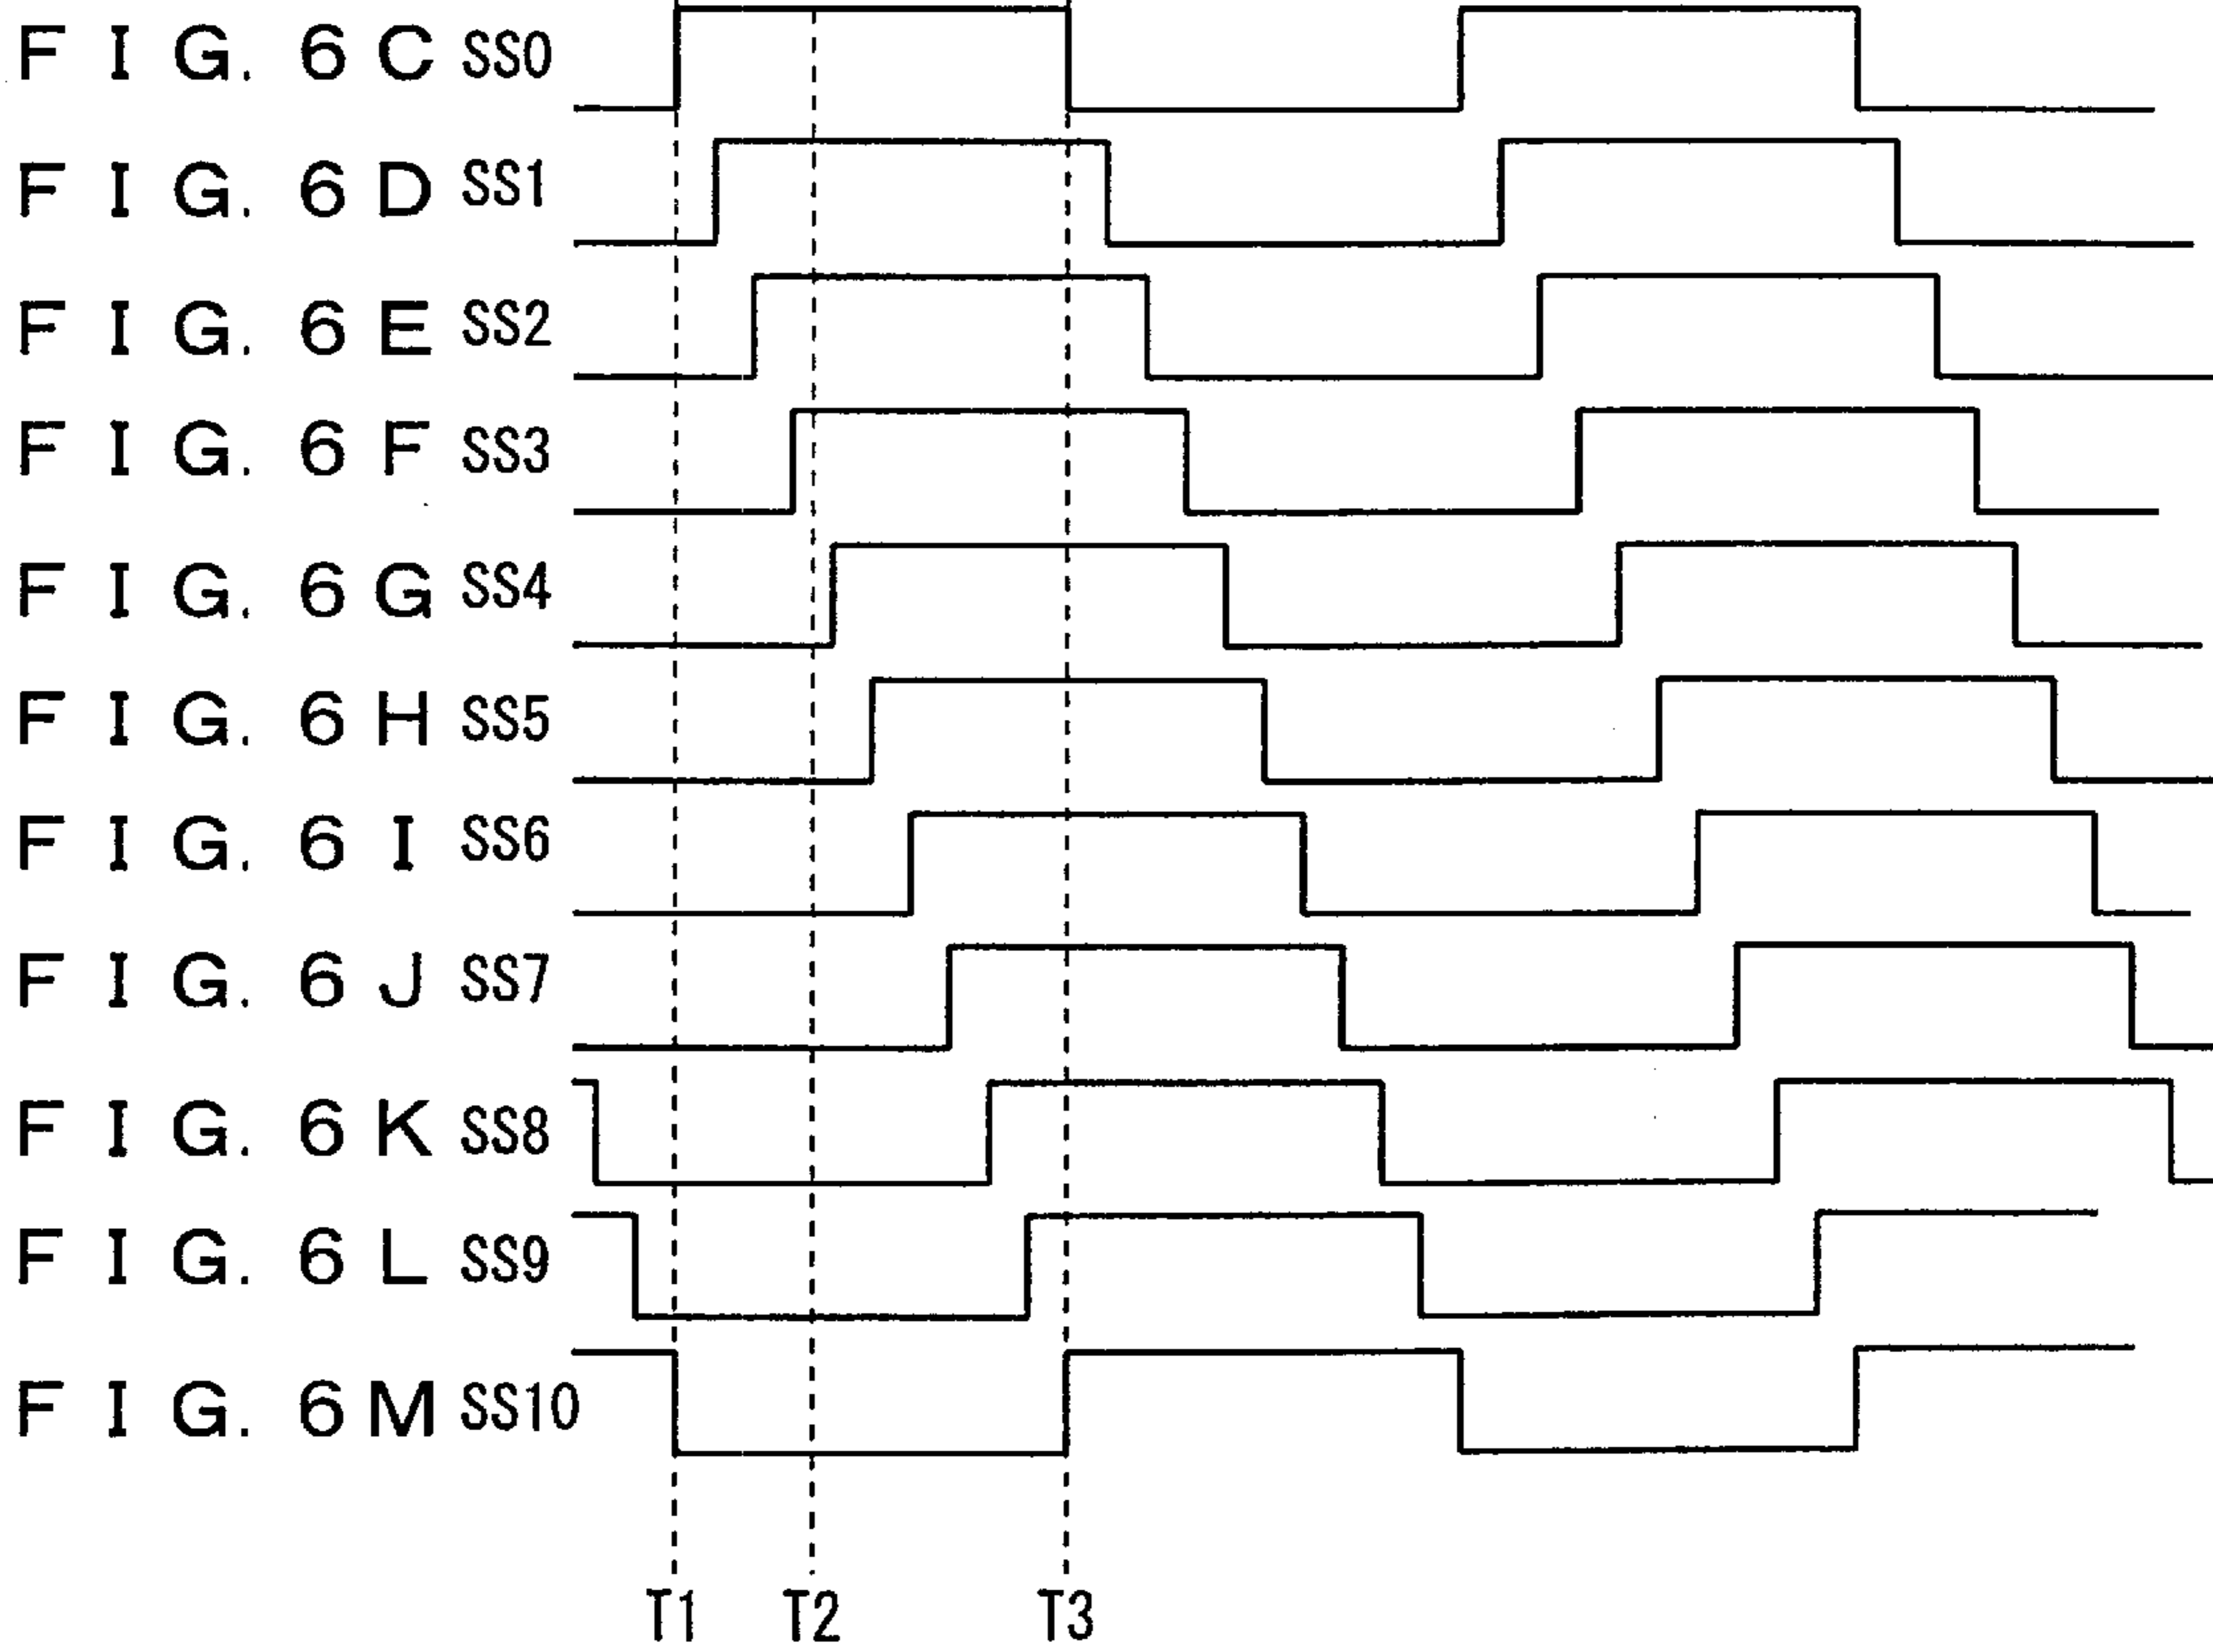 FIG. 6C SS0
FIG. 6D SS1
FIG. 6E SS2
FIG. 6F SS3
FIG. 6G SS4
FIG. 6H SS5
FIG. 6I SS6
FIG. 6J SS7
FIG. 6K SS8
FIG. 6L SS9
FIG. 6M SS10
T1 T2 T3